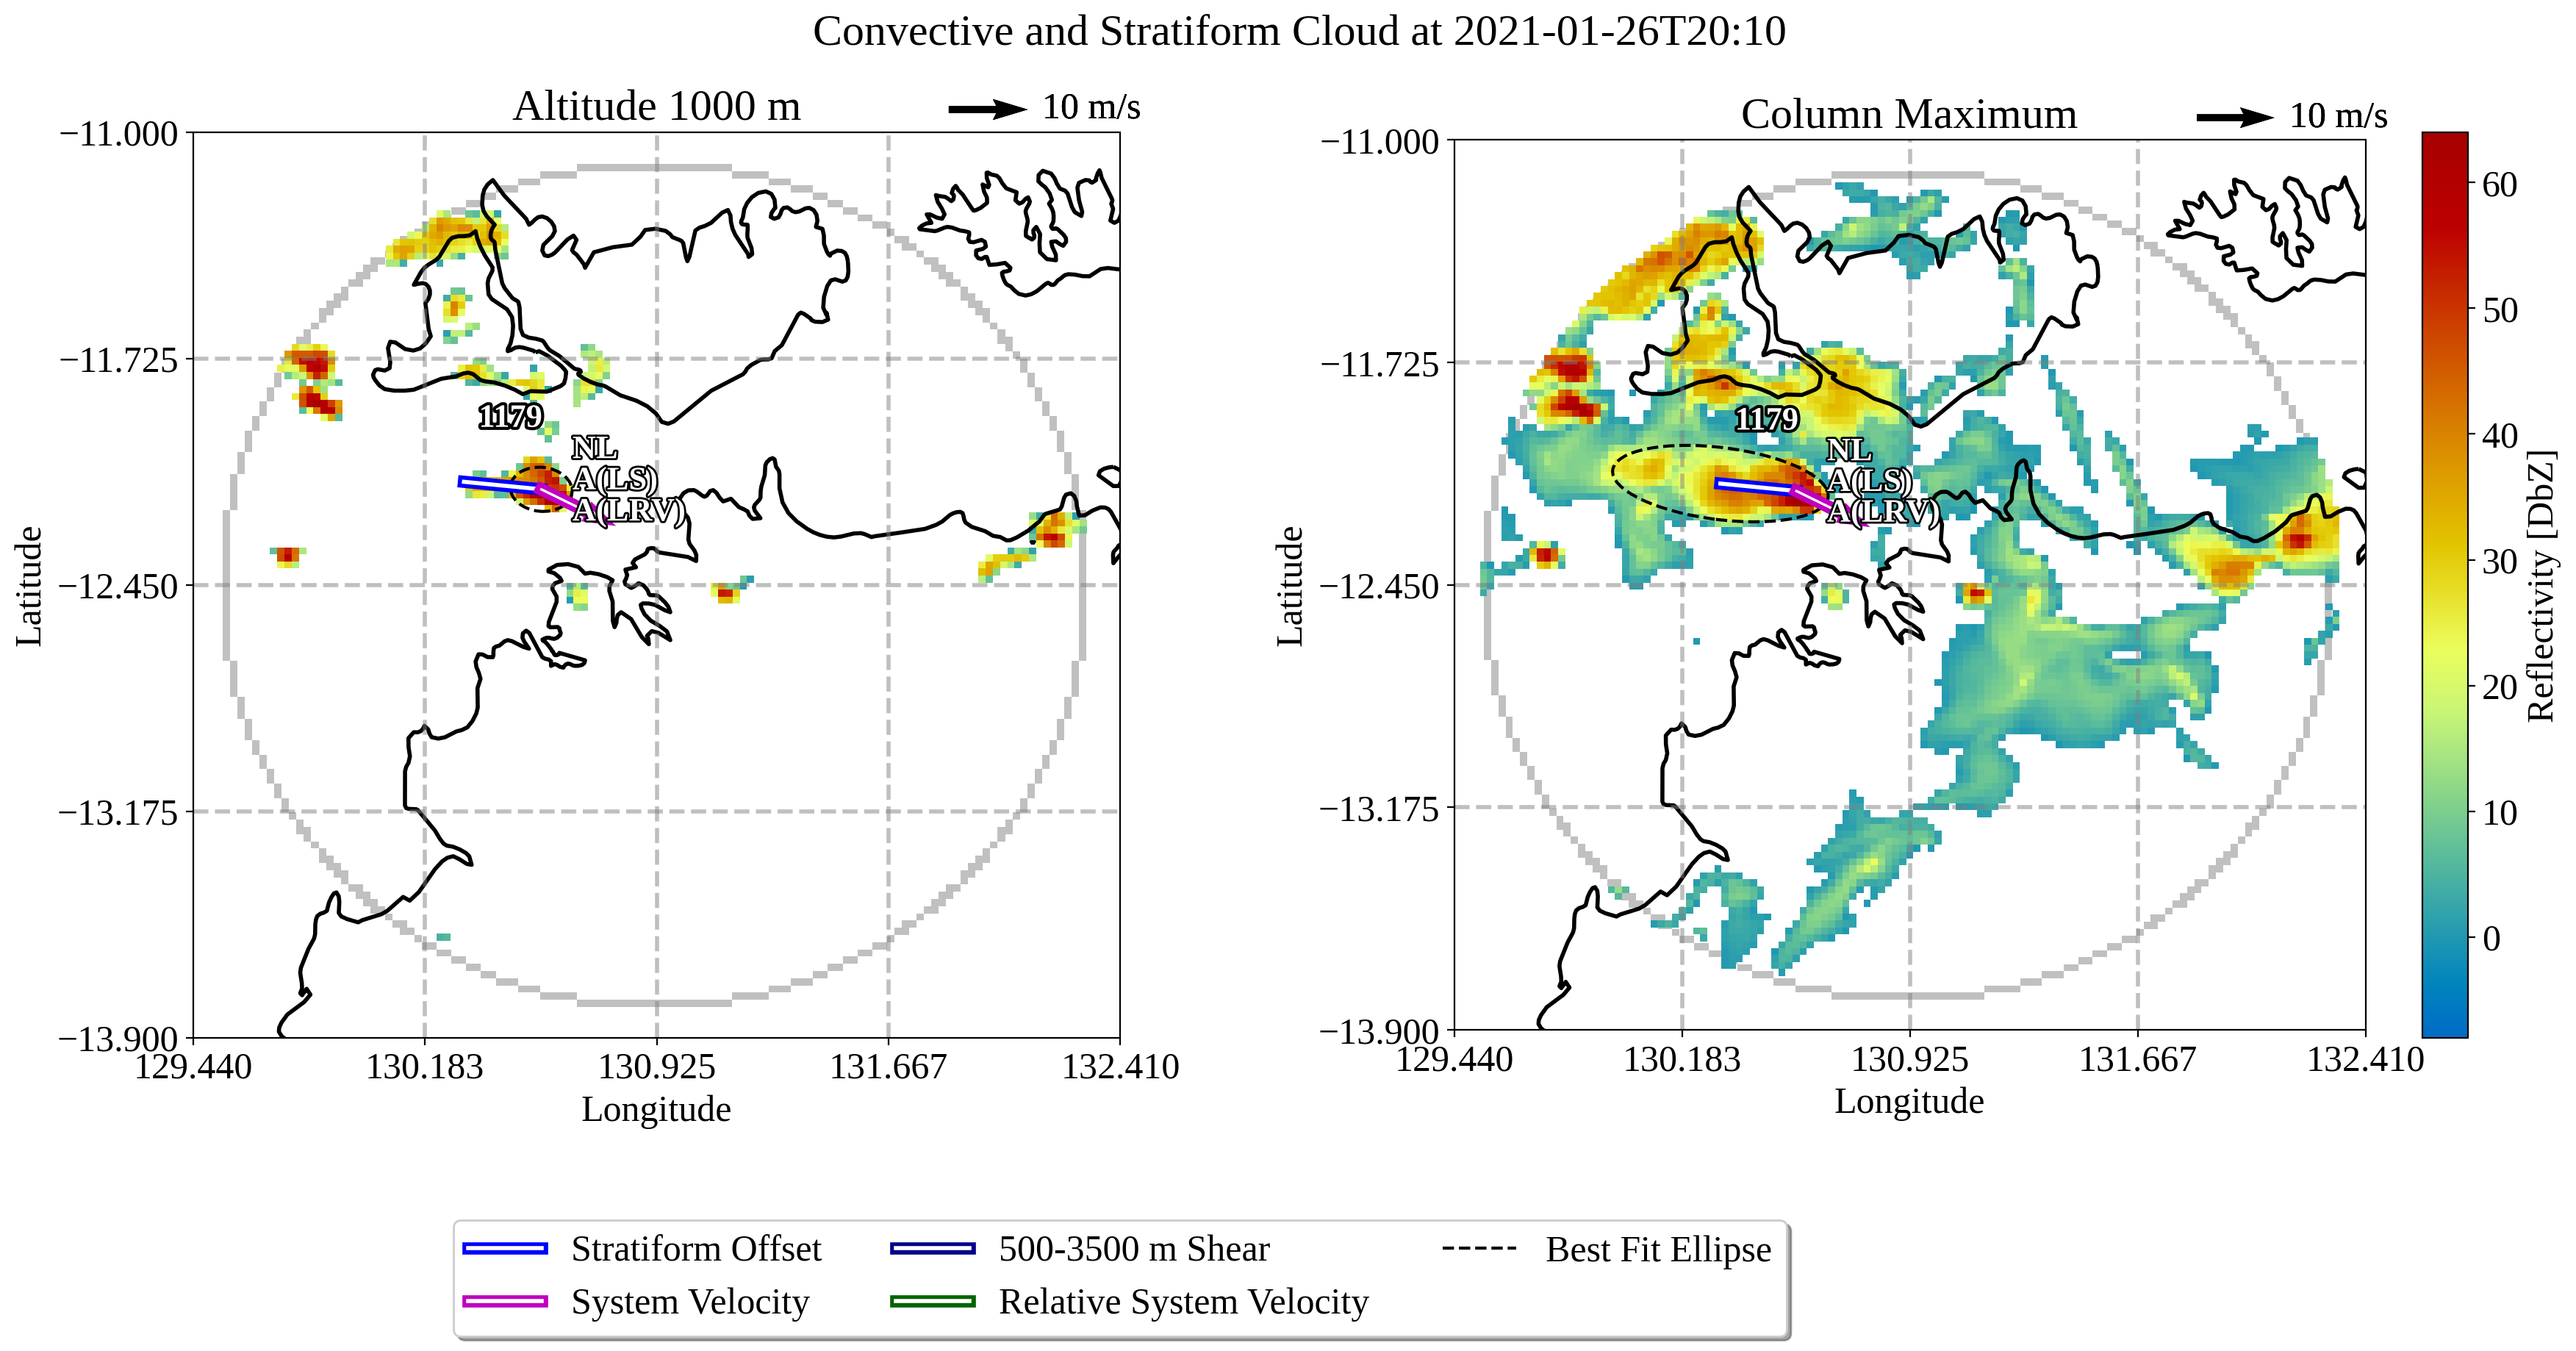 Convective and Stratiform Cloud at 2021-01-26T20:10
Altitude 1000 m
10 m/s
−11.000
−11.725
−12.450
−13.175
−13.900
129.440
130.183
130.925
131.667
132.410
Latitude
Longitude
1179
NL
A(LS)
A(LRV)
Column Maximum
10 m/s
−11.000
−11.725
−12.450
−13.175
−13.900
129.440
130.183
130.925
131.667
132.410
Latitude
Longitude
1179
NL
A(LS)
A(LRV)
60
50
40
30
20
10
0
Reflectivity [DbZ]
Stratiform Offset
500-3500 m Shear
Best Fit Ellipse
System Velocity
Relative System Velocity